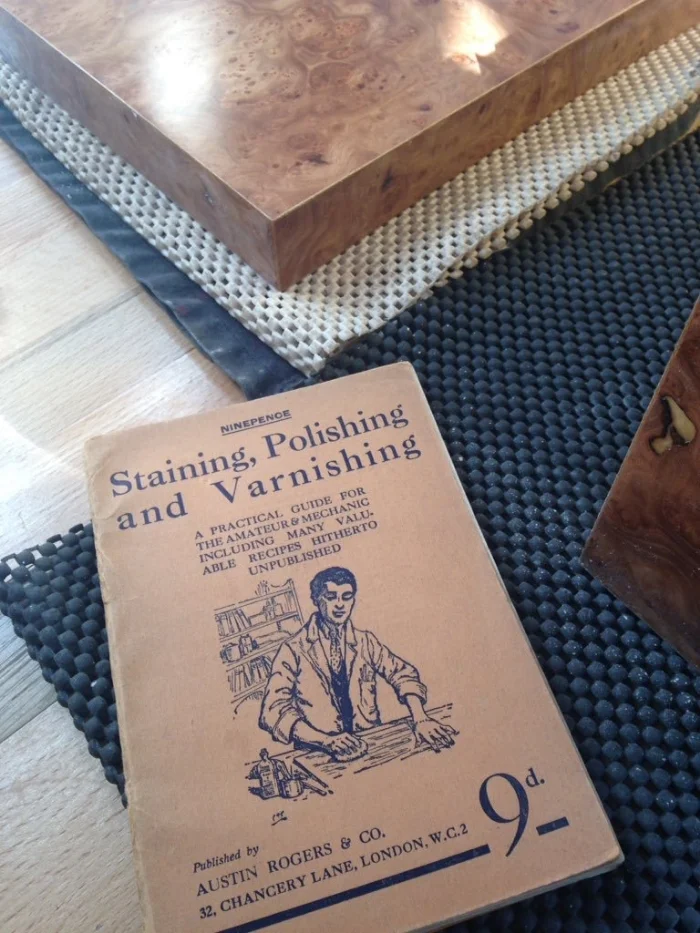 NINEPENCE
Staining, Polishing
and Varnishing
A PRACTICAL GUIDE FOR
THE AMATEUR & MECHANIC
INCLUDING MANY VALU-
ABLE RECIPES HITHERTO
UNPUBLISHED
9d.
Published by
AUSTIN ROGERS & CO.
32, CHANCERY LANE, LONDON, W.C.2